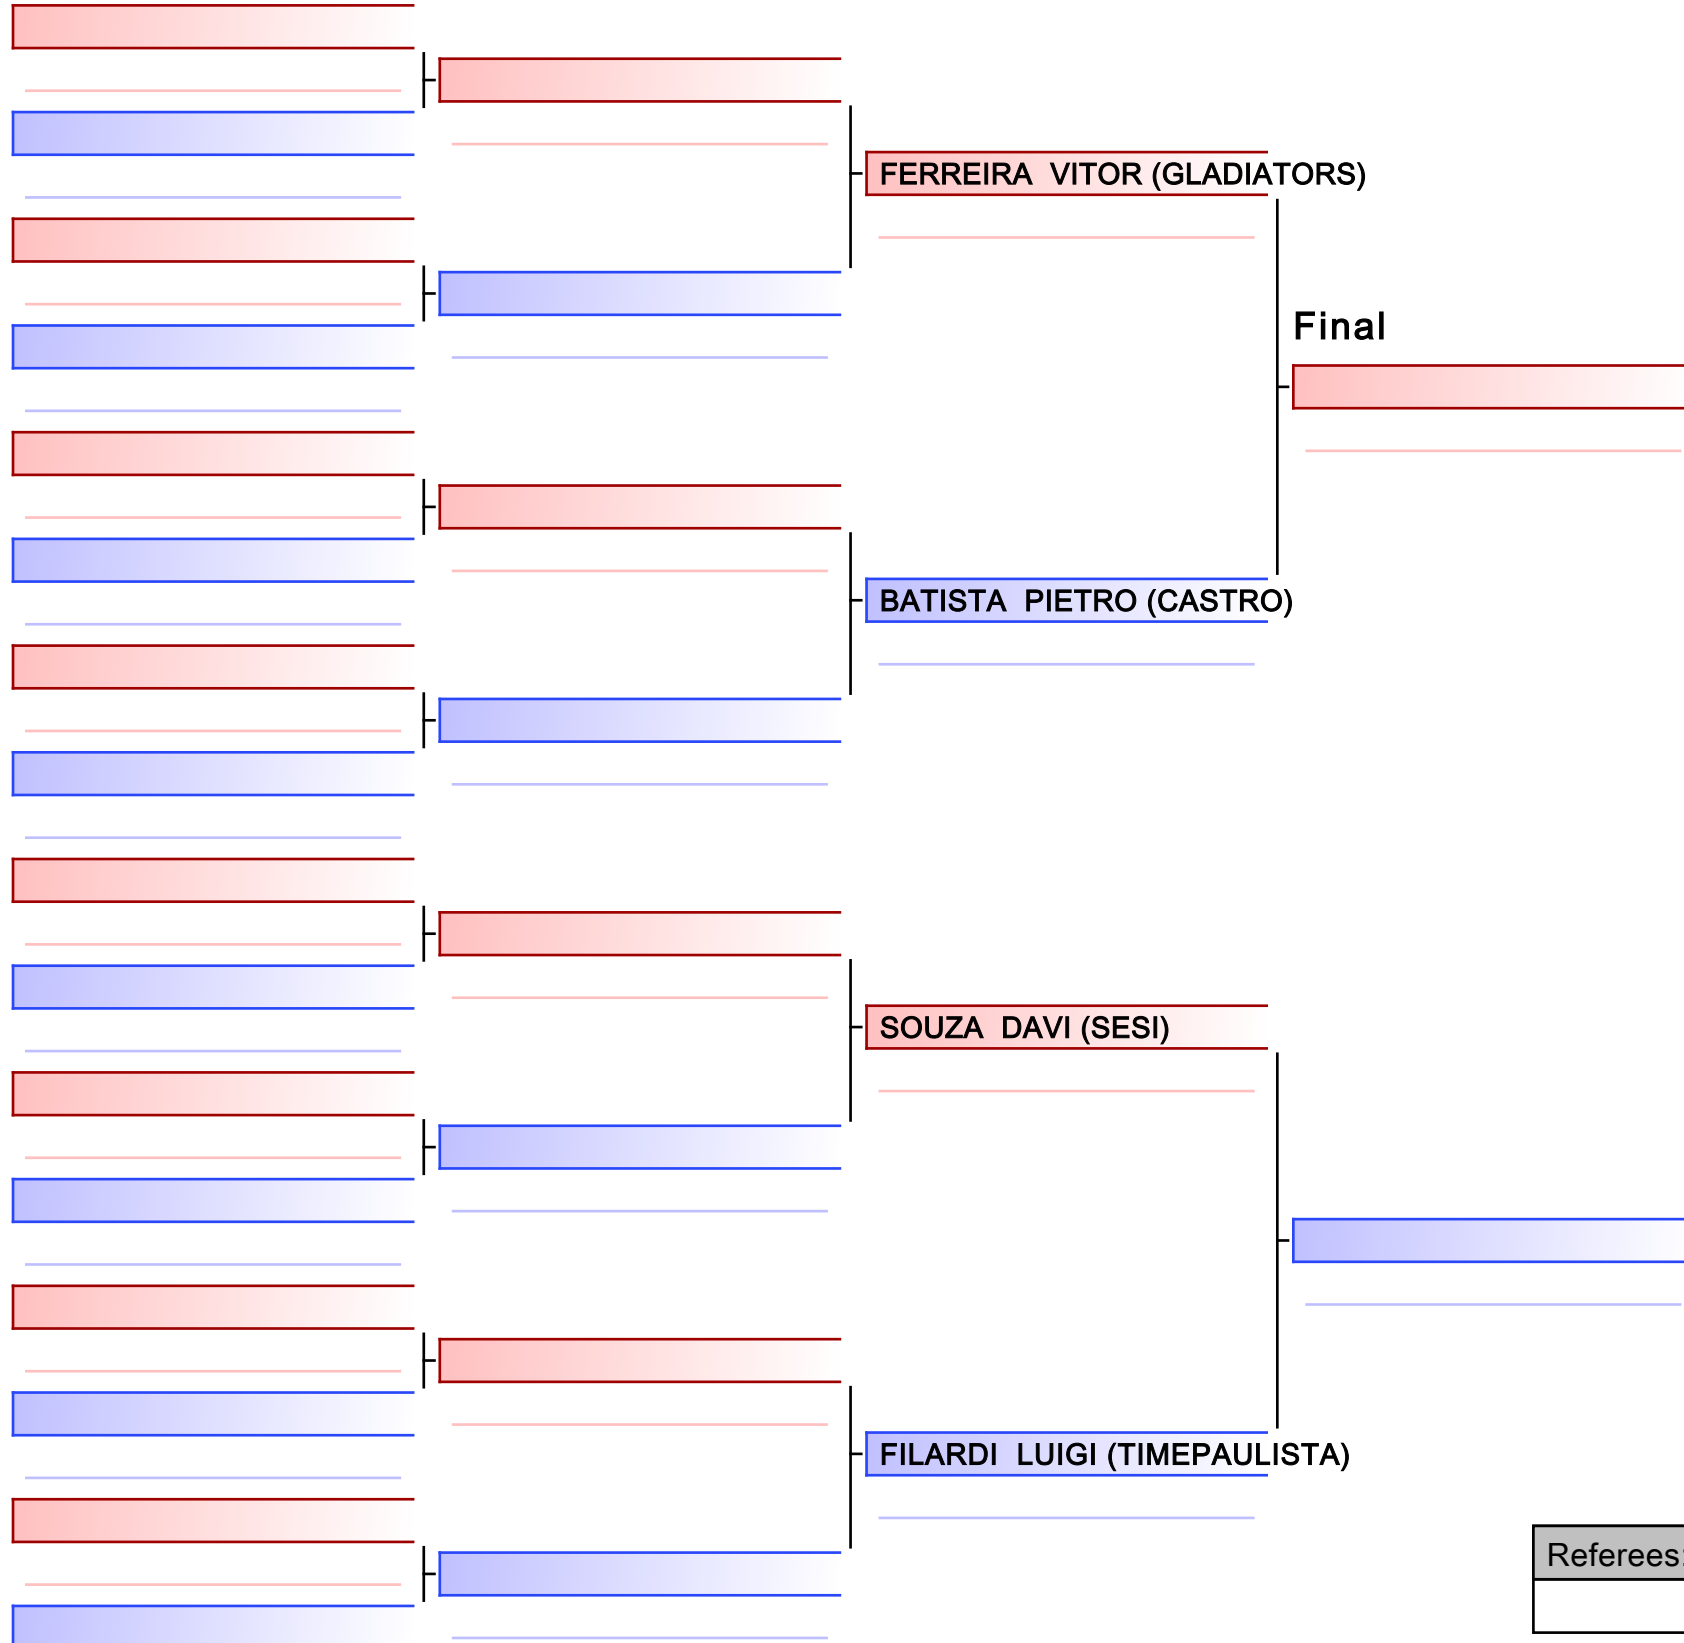 FERREIRA  VITOR (GLADIATORS)
Final
BATISTA  PIETRO (CASTRO)
SOUZA  DAVI (SESI)
FILARDI  LUIGI (TIMEPAULISTA)
Referees: